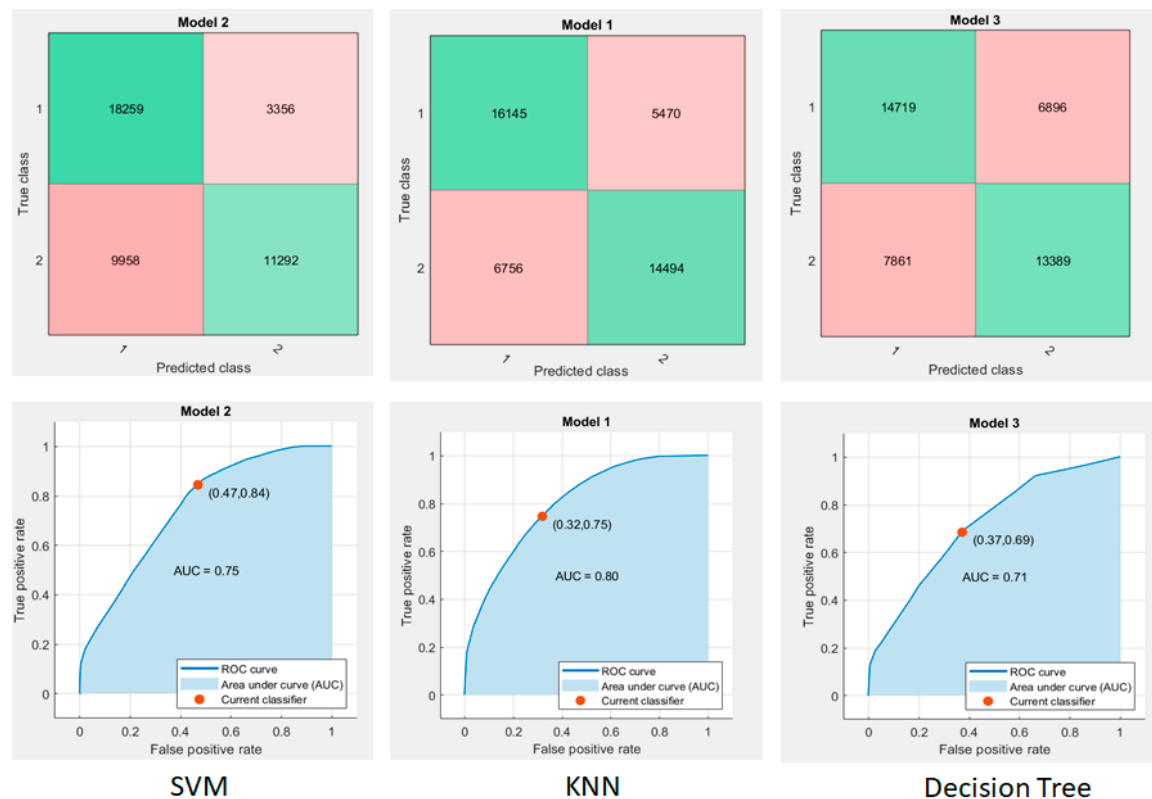 Model 2
18259
3356
9958
11292
1
2
True class
1
2
Predicted class
Model 1
16145
5470
6756
14494
1
2
True class
1
2
Predicted class
Model 3
14719
6896
7861
13389
1
2
True class
1
2
Predicted class
Model 2
1
0.8
0.6
0.4
0.2
0
True positive rate
(0.47,0.84)
AUC = 0.75
ROC curve
Area under curve (AUC)
Current classifier
0 0.2 0.4 0.6 0.8 1
False positive rate
SVM
Model 1
1
0.8
0.6
0.4
0.2
0
True positive rate
(0.32,0.75)
AUC = 0.80
ROC curve
Area under curve (AUC)
Current classifier
0 0.2 0.4 0.6 0.8 1
False positive rate
KNN
Model 3
1
0.8
0.6
0.4
0.2
0
True positive rate
(0.37,0.69)
AUC = 0.71
ROC curve
Area under curve (AUC)
Current classifier
0 0.2 0.4 0.6 0.8 1
False positive rate
Decision Tree